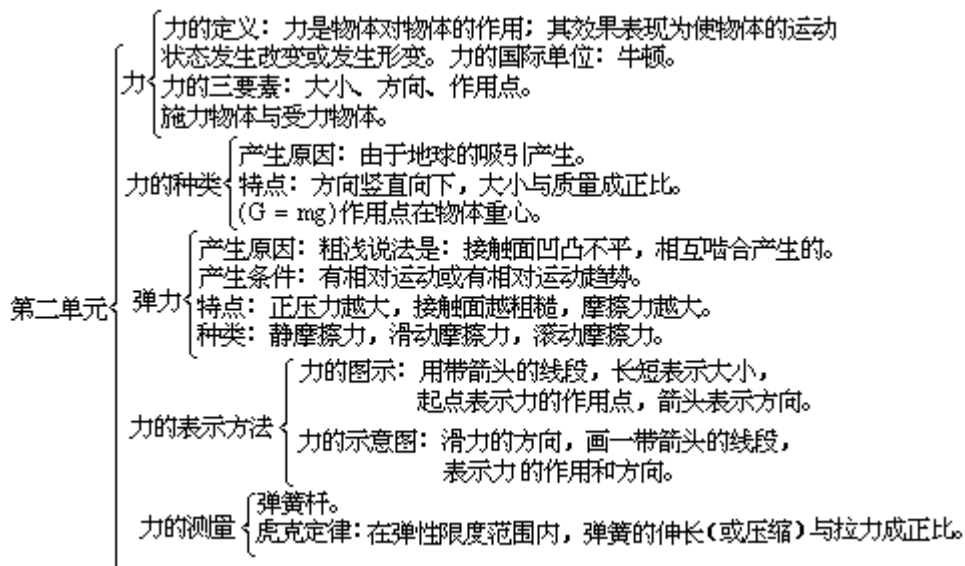 力的定义：力是物体对物体的作用；其效果表现为使物体的运动
状态发生改变或发生形变。力的国际单位：牛顿。
力
力的三要素：大小、方向、作用点。
施力物体与受力物体。
产生原因：由于地球的吸引产生。
力的种类
特点：方向竖直向下，大小与质量成正比。
(G = mg)作用点在物体重心。
产生原因：粗浅说法是：接触面凹凸不平，相互啮合产生的。
产生条件：有相对运动或有相对运动趋势。
第二单元
弹力
特点：正压力越大，接触面越粗糙，摩擦力越大。
种类：静摩擦力，滑动摩擦力，滚动摩擦力。
力的图示：用带箭头的线段，长短表示大小，
起点表示力的作用点，箭头表示方向。
力的表示方法
力的示意图：滑力的方向，画一带箭头的线段，
表示力的作用和方向。
弹簧杆。
力的测量
虎克定律：在弹性限度范围内，弹簧的伸长(或压缩)与拉力成正比。